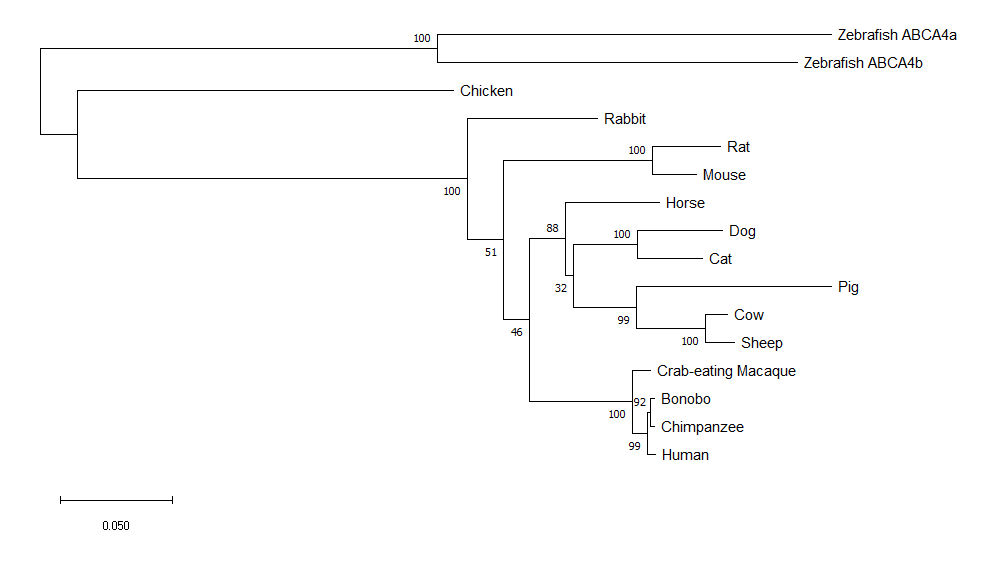 Zebrafish ABCA4a
100
Zebrafish ABCA4b
Chicken
Rabbit
Rat
100
Mouse
100
Horse
88
Dog
100
51
Cat
32
Pig
99
Cow
46
100
Sheep
Crab-eating Macaque
92
Bonobo
100
Chimpanzee
99
Human
0.050